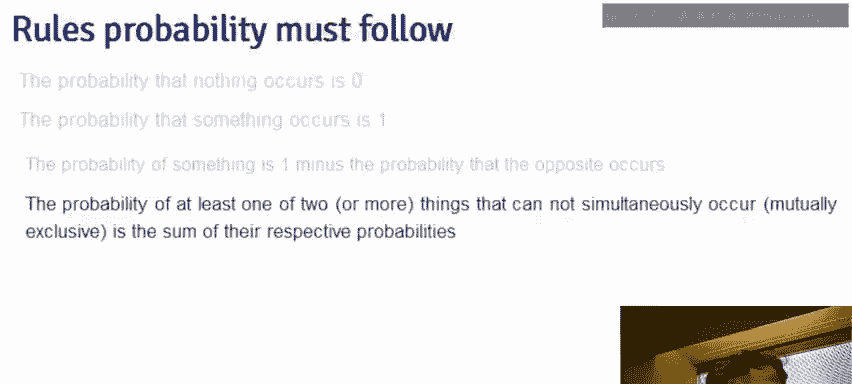 Rules probability must follow
The probability that nothing occurs is 0
The probability that something occurs is 1
The probability of something is 1 minus the probability that the opposite occurs
The probability of at least one of two (or more) things that can not simultaneously occur (mutually
exclusive) is the sum of their respective probabilities